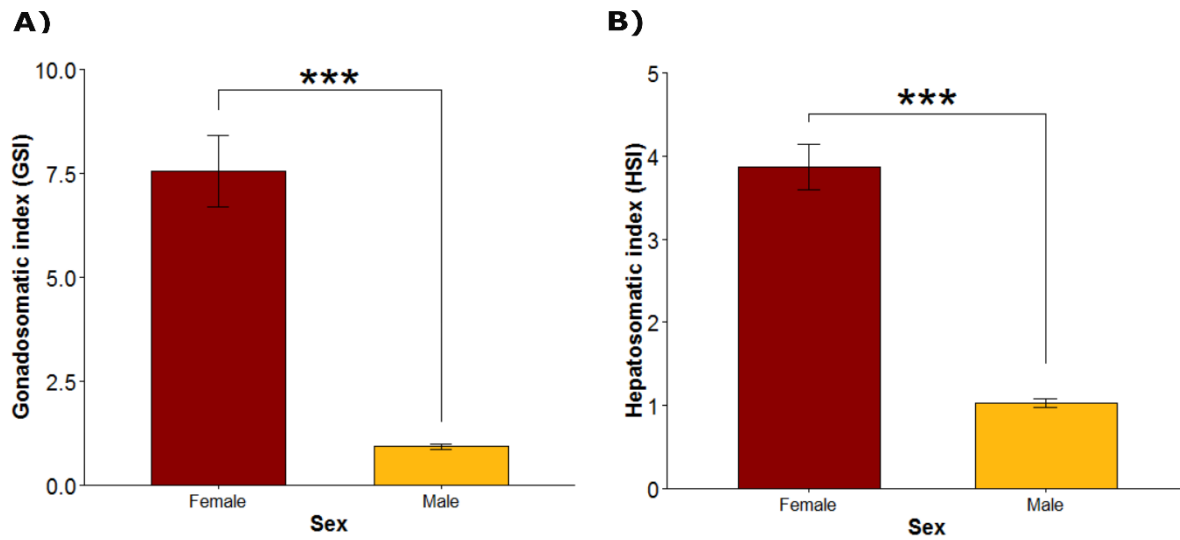 A)
Gonadosomatic index (GSI)
10.0
7.5
5.0
2.5
0.0
***
Female
Male
Sex
B)
Hepatosomatic index (HSI)
5
4
3
2
1
0
***
Female
Male
Sex